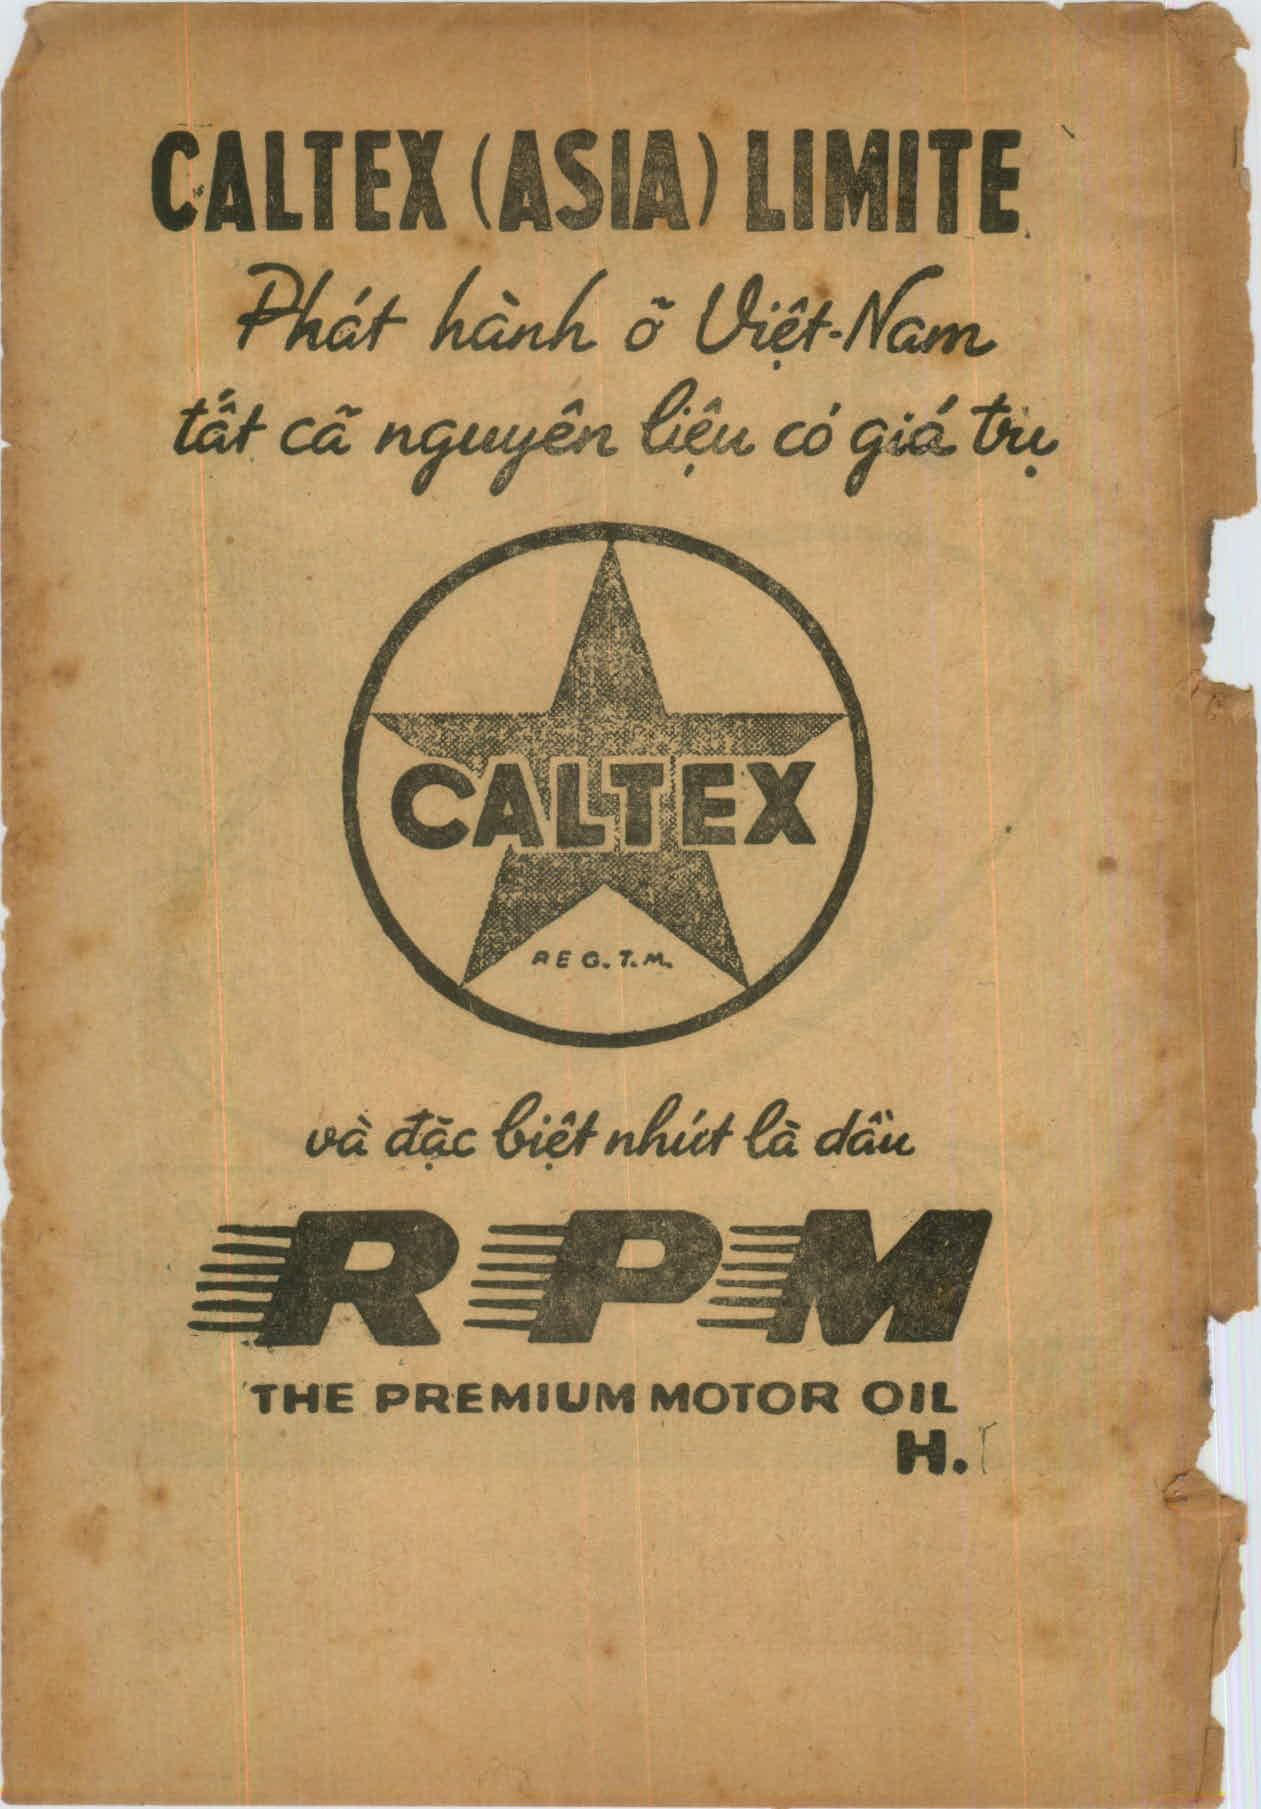 CALTEX (ASIA) LIMITE
Phát hành õ Việt-Nam
tất cã nguyên liệu có giá trụ
CALTEX
REG. T.M.
và đặc biệt nhứt là dầu
RPM
THE PREMIUM MOTOR OIL
H.